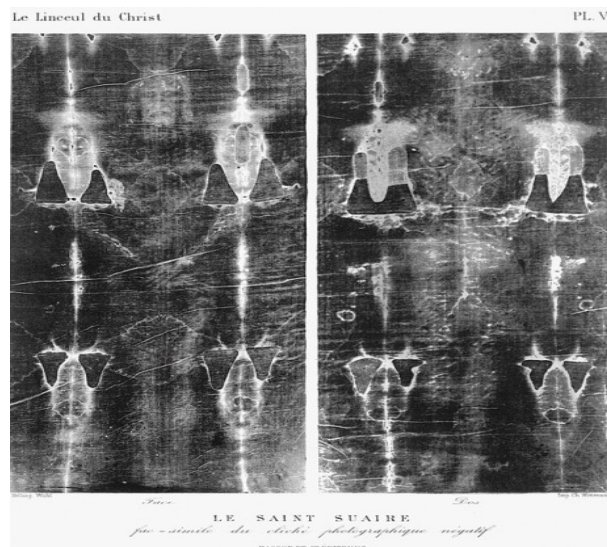 Le Linceul du Christ
PL. V
Face
Dos
LE SAINT SUAIRE
fac-simile du cliché photographique négatif